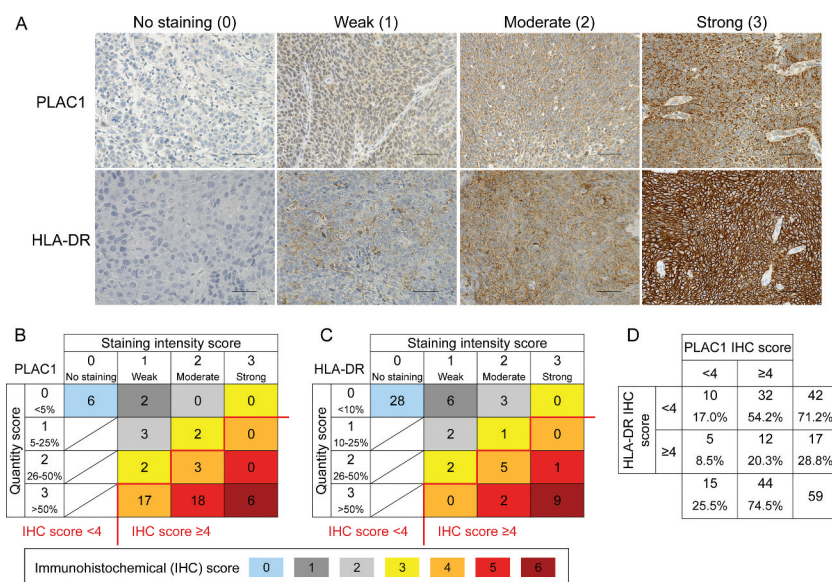 A
No staining (0) Weak (1) Moderate (2) Strong (3)
PLAC1
HLA-DR
B
Staining intensity score
PLAC1 0 1 2 3
No staining Weak Moderate Strong
Quantity score
0 <5% 6 2 0 0
1 5-25% 3 2 0
2 26-50% 2 3 0
3 >50% 17 18 6
IHC score <4 IHC score ≥4
C
Staining intensity score
HLA-DR 0 1 2 3
No staining Weak Moderate Strong
Quantity score
0 <10% 28 6 3 0
1 10-25% 2 1 0
2 26-50% 2 5 1
3 >50% 0 2 9
IHC score <4 IHC score ≥4
D
PLAC1 IHC score
<4 ≥4
HLA-DR IHC
score
<4 10 32 42
17.0% 54.2% 71.2%
≥4 5 12 17
8.5% 20.3% 28.8%
15 44 59
25.5% 74.5%
Immunohistochemical (IHC) score 0 1 2 3 4 5 6